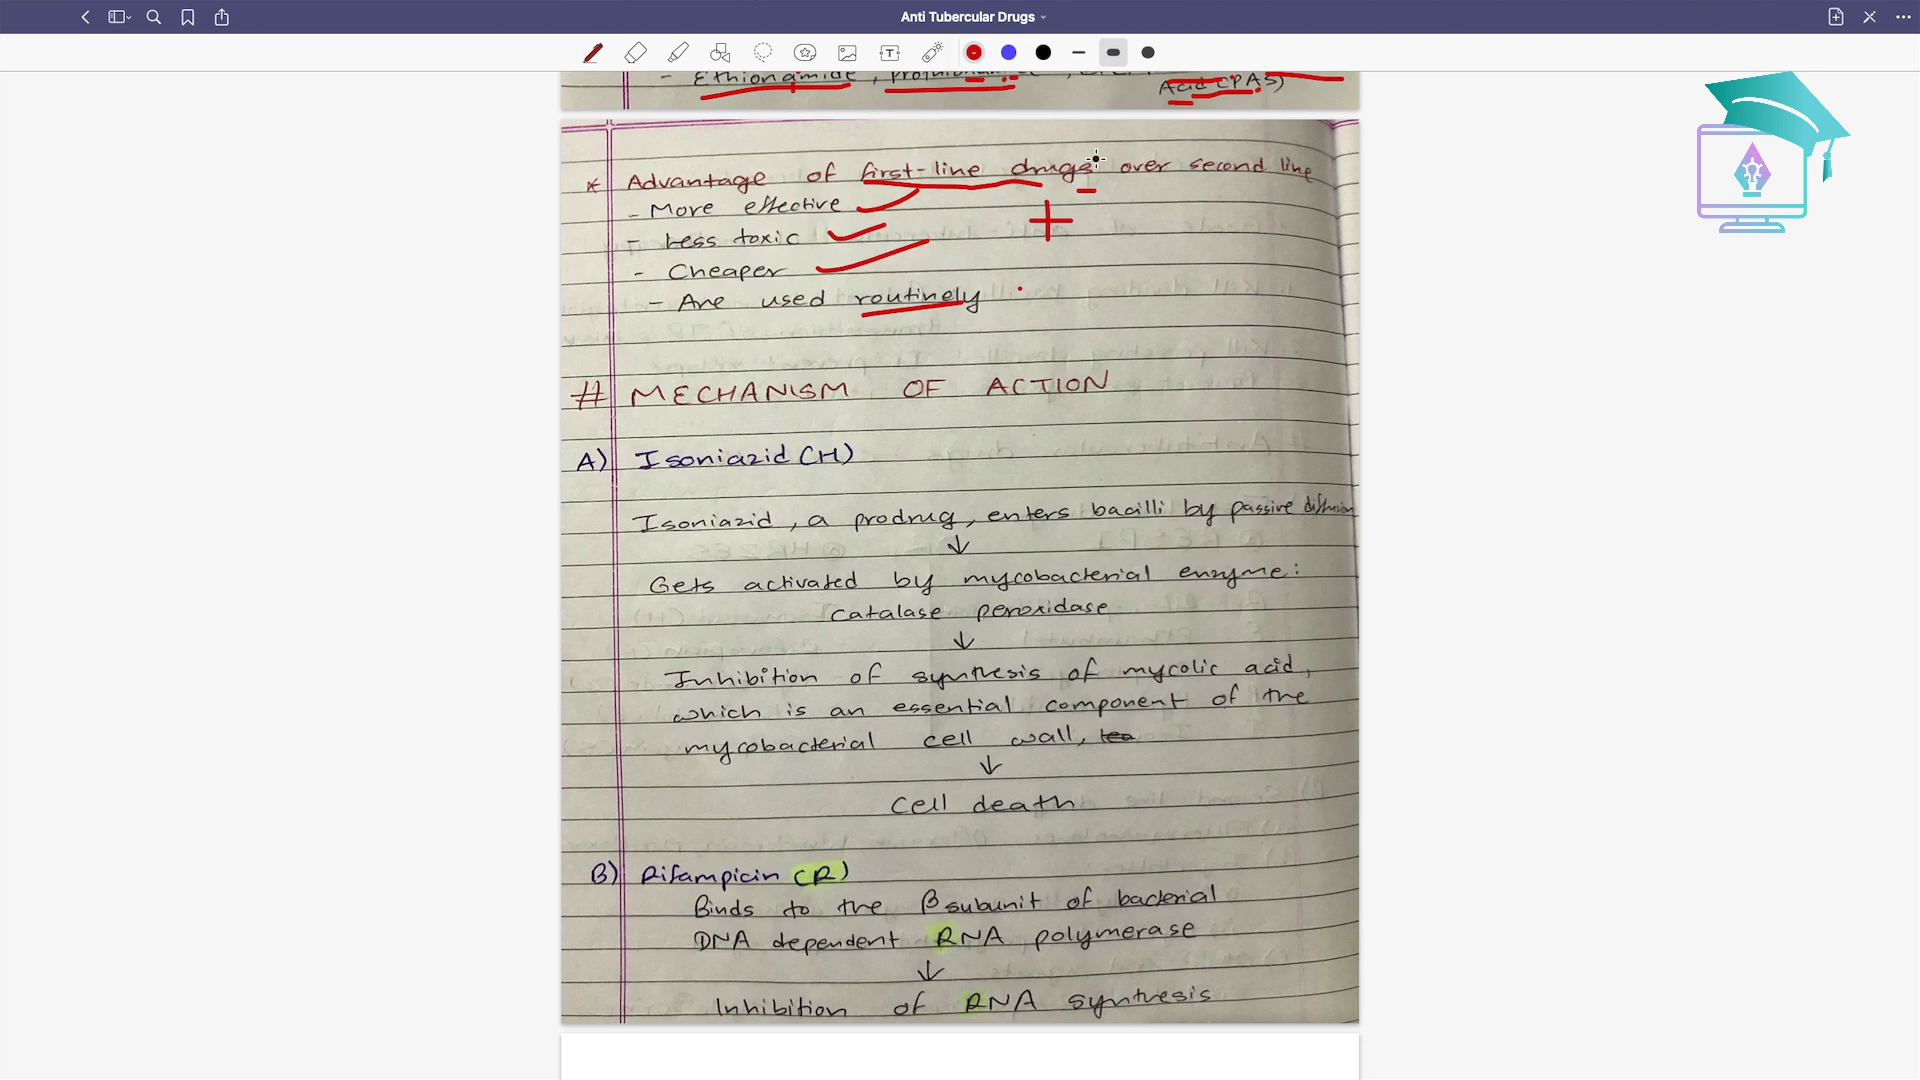 Anti Tubercular Drugs
- Ethionamide,
Acid (PAS)
* Advantage of first-line drugs over second line
- More effective
- Less toxic
- Cheaper
- Are used routinely
# MECHANISM OF ACTION
A) Isoniazid (H)
Isoniazid, a prodrug, enters bacilli by passive diffusion
↓
Gets activated by mycobacterial enzyme:
catalase peroxidase
↓
Inhibition of synthesis of mycolic acid,
which is an essential component of the
mycobacterial cell wall,
↓
Cell death
B) Rifampicin (R)
Binds to the β subunit of bacterial
DNA dependent RNA polymerase
↓
Inhibition of RNA synthesis